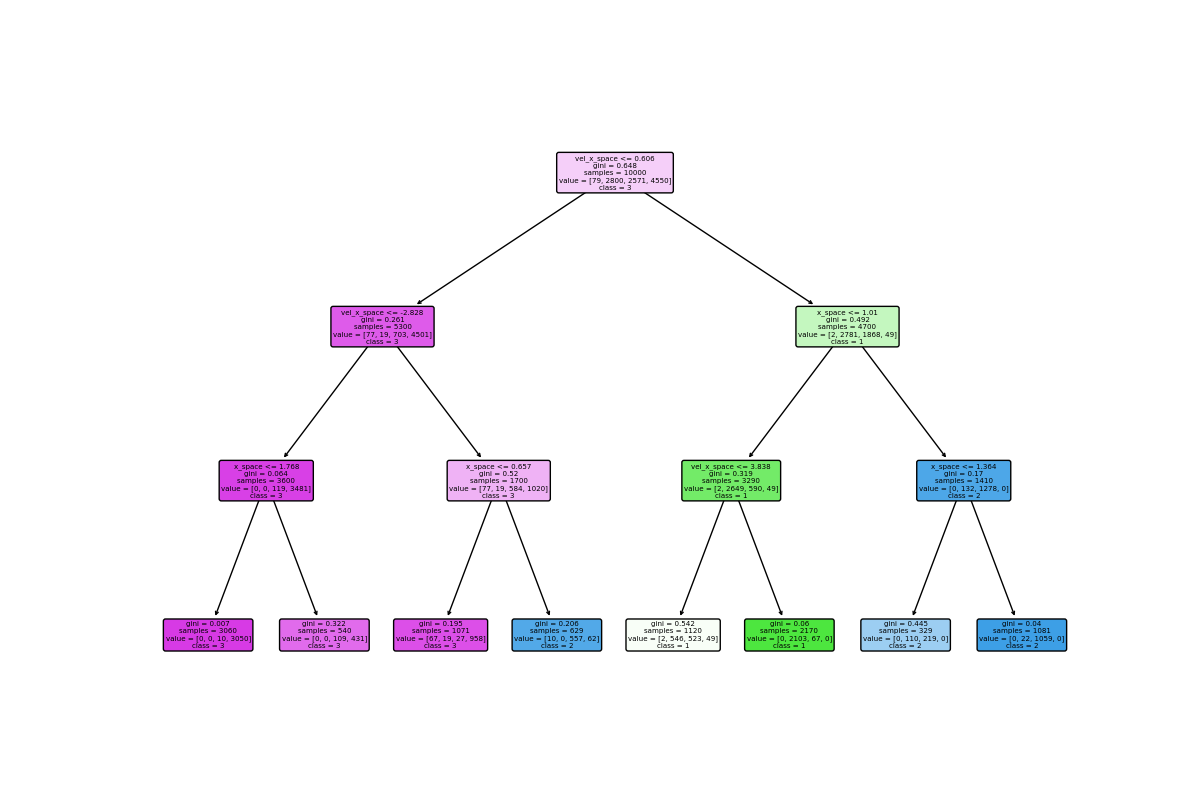 vel_x_space <= 0.606
gini = 0.648
samples = 10000
value = [79, 2800, 2571, 4550]
class = 3
vel_x_space <= -2.828
gini = 0.261
samples = 5300
value = [77, 19, 703, 4501]
class = 3
x_space <= 1.01
gini = 0.492
samples = 4700
value = [2, 2781, 1868, 49]
class = 1
x_space <= 1.768
gini = 0.064
samples = 3600
value = [0, 0, 119, 3481]
class = 3
x_space <= 0.657
gini = 0.52
samples = 1700
value = [77, 19, 584, 1020]
class = 3
vel_x_space <= 3.838
gini = 0.319
samples = 3290
value = [2, 2649, 590, 49]
class = 1
x_space <= 1.364
gini = 0.17
samples = 1410
value = [0, 132, 1278, 0]
class = 2
gini = 0.007
samples = 3060
value = [0, 0, 10, 3050]
class = 3
gini = 0.322
samples = 540
value = [0, 0, 109, 431]
class = 3
gini = 0.195
samples = 1071
value = [67, 19, 27, 958]
class = 3
gini = 0.206
samples = 629
value = [10, 0, 557, 62]
class = 2
gini = 0.542
samples = 1120
value = [2, 546, 523, 49]
class = 1
gini = 0.06
samples = 2170
value = [0, 2103, 67, 0]
class = 1
gini = 0.445
samples = 329
value = [0, 110, 219, 0]
class = 2
gini = 0.04
samples = 1081
value = [0, 22, 1059, 0]
class = 2